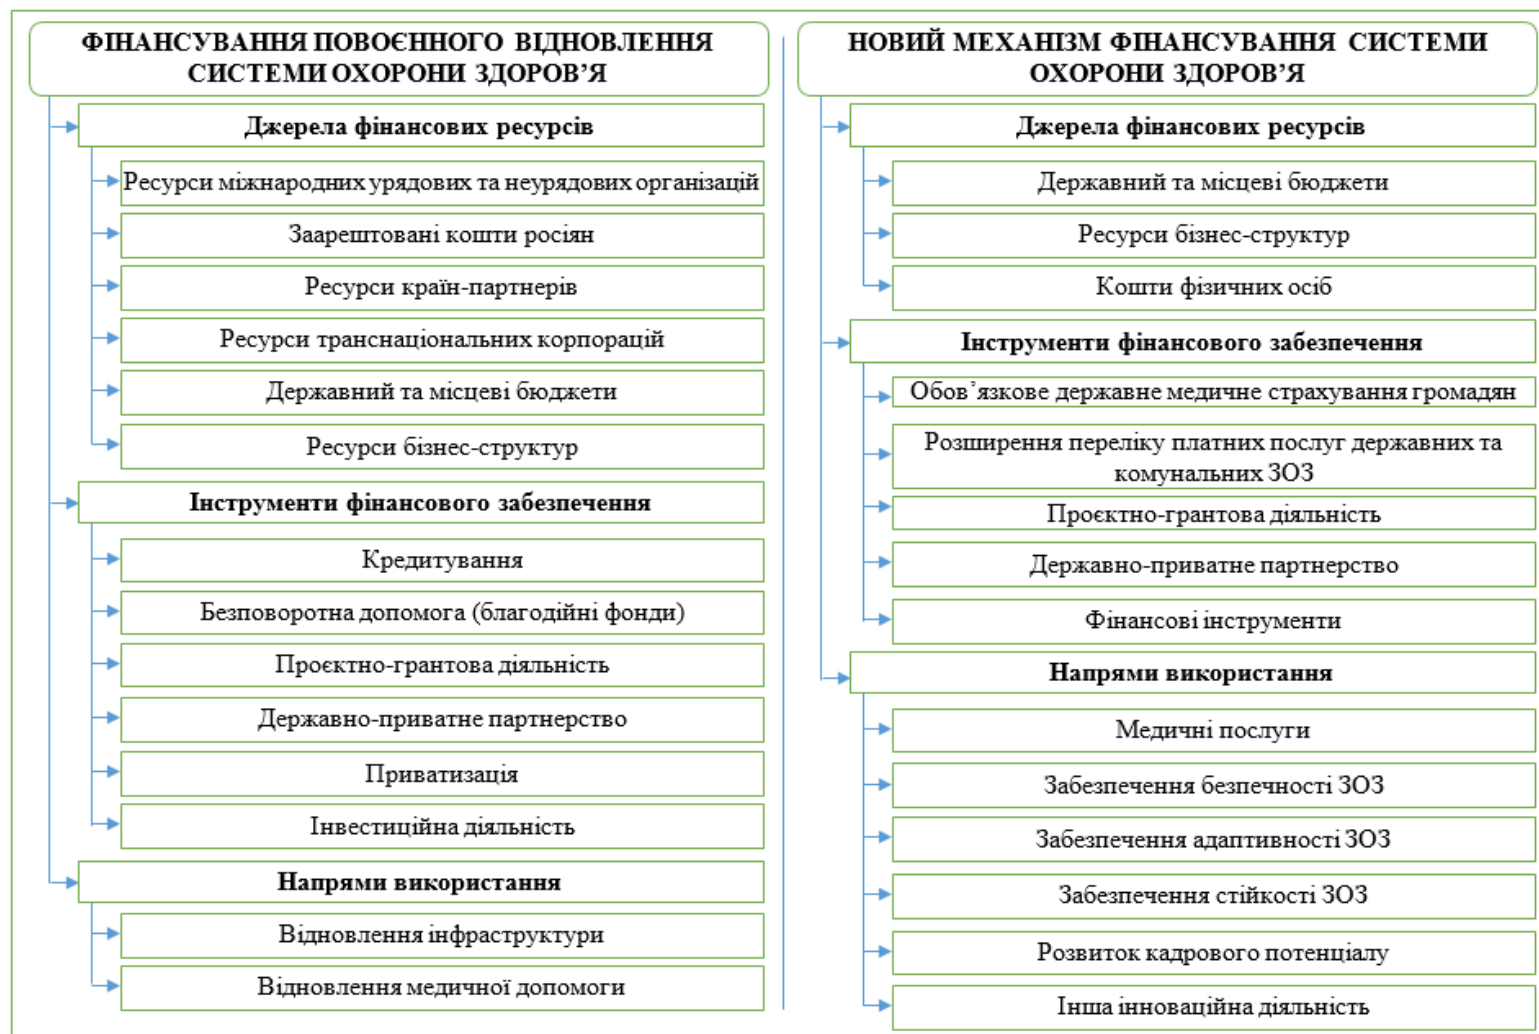 ФІНАНСУВАННЯ ПОВОЄННОГО ВІДНОВЛЕННЯ
СИСТЕМИ ОХОРОНИ ЗДОРОВ’Я
Джерела фінансових ресурсів
Ресурси міжнародних урядових та неурядових організацій
Заарештовані кошти росіян
Ресурси країн-партнерів
Ресурси транснаціональних корпорацій
Державний та місцеві бюджети
Ресурси бізнес-структур
Інструменти фінансового забезпечення
Кредитування
Безповоротна допомога (благодійні фонди)
Проєктно-грантова діяльність
Державно-приватне партнерство
Приватизація
Інвестиційна діяльність
Напрями використання
Відновлення інфраструктури
Відновлення медичної допомоги
НОВИЙ МЕХАНІЗМ ФІНАНСУВАННЯ СИСТЕМИ
ОХОРОНИ ЗДОРОВ’Я
Джерела фінансових ресурсів
Державний та місцеві бюджети
Ресурси бізнес-структур
Кошти фізичних осіб
Інструменти фінансового забезпечення
Обов’язкове державне медичне страхування громадян
Розширення переліку платних послуг державних та
комунальних ЗОЗ
Проєктно-грантова діяльність
Державно-приватне партнерство
Фінансові інструменти
Напрями використання
Медичні послуги
Забезпечення безпечності ЗОЗ
Забезпечення адаптивності ЗОЗ
Забезпечення стійкості ЗОЗ
Розвиток кадрового потенціалу
Інша інноваційна діяльність